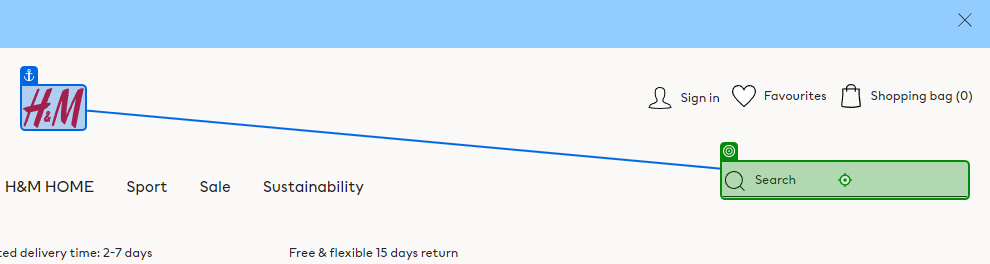 H&M
Sign in
Favourites
Shopping bag (0)
H&M HOME
Sport
Sale
Sustainability
Search
ted delivery time: 2-7 days
Free & flexible 15 days return